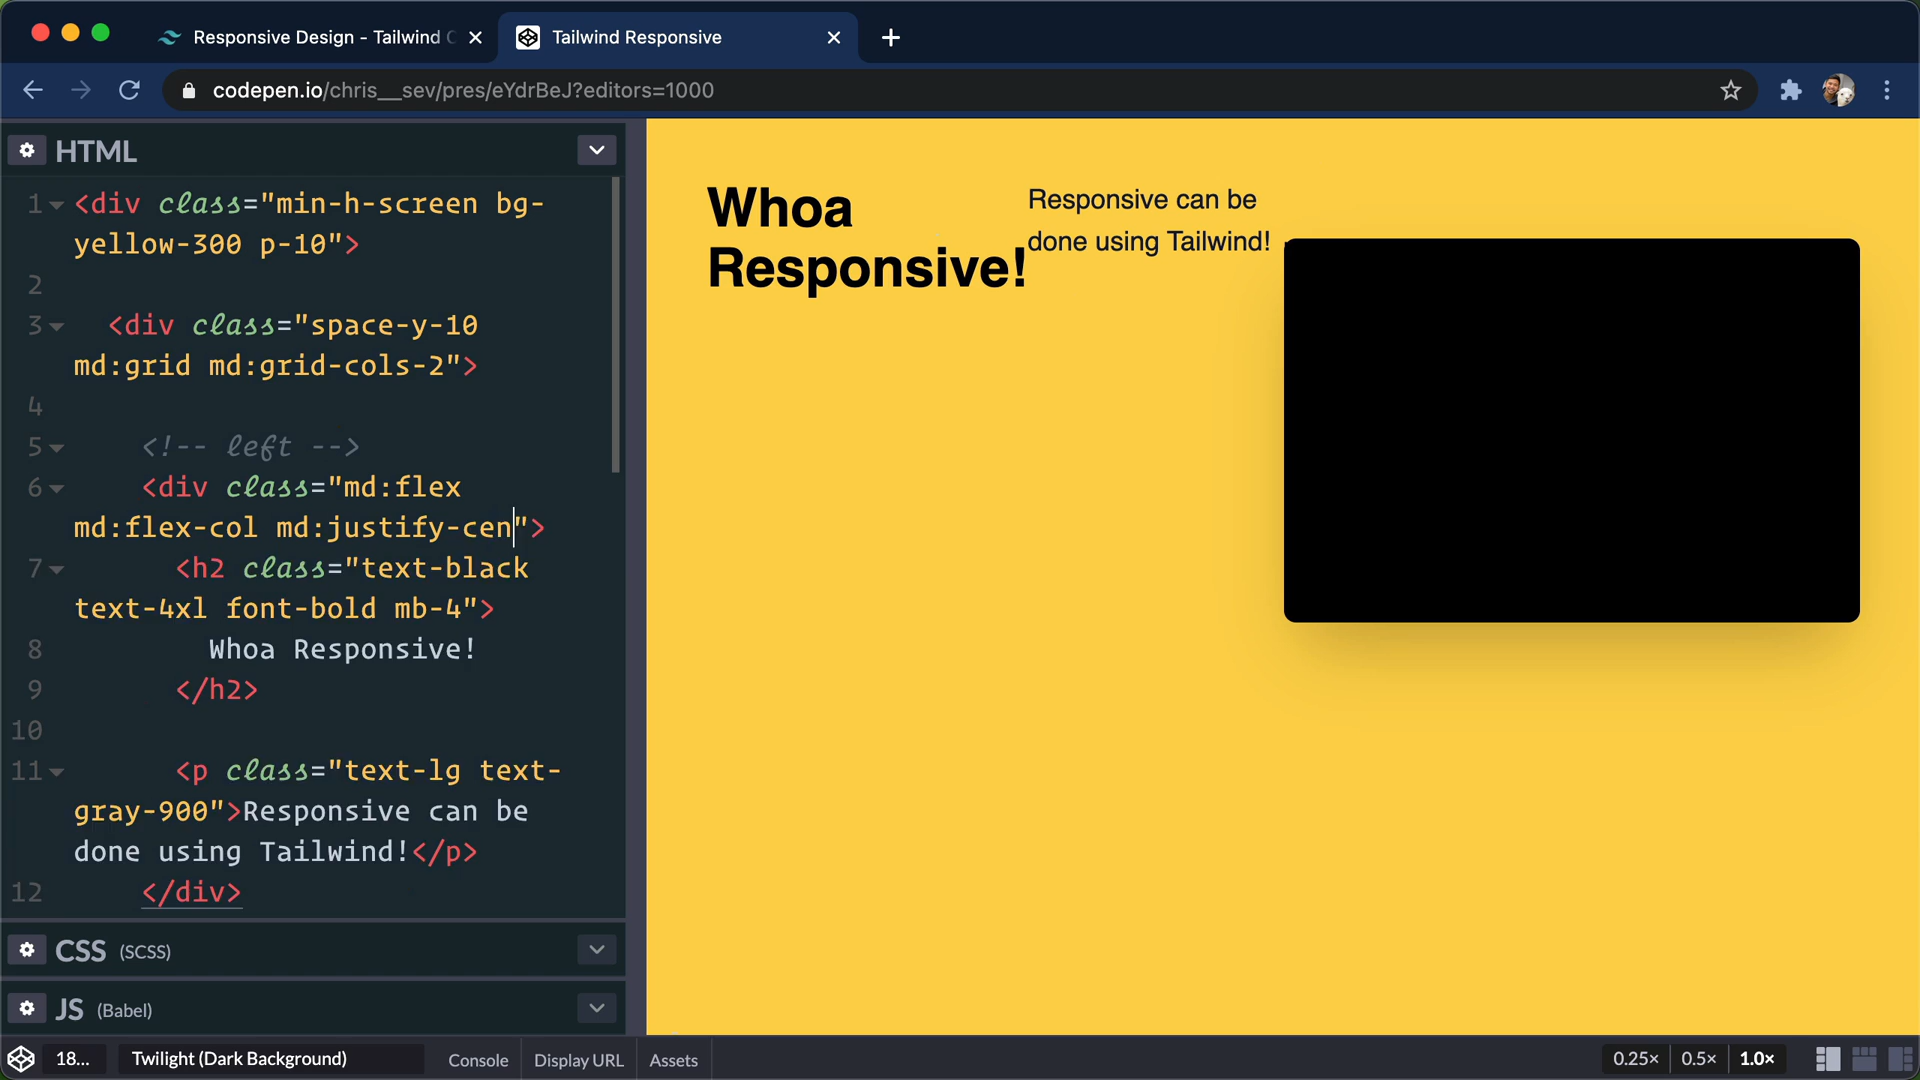 Responsive Design - Tailwind C
Tailwind Responsive
codepen.io/chris__sev/pres/eYdrBeJ?editors=1000
HTML
1 <div class="min-h-screen bg-
yellow-300 p-10">
2
3 <div class="space-y-10
md:grid md:grid-cols-2">
4
5 <!-- left -->
6 <div class="md:flex
md:flex-col md:justify-cen">
7 <h2 class="text-black
text-4xl font-bold mb-4">
8 Whoa Responsive!
9 </h2>
10
11 <p class="text-lg text-
gray-900">Responsive can be
done using Tailwind!</p>
12 </div>
CSS (SCSS)
JS (Babel)
Whoa
Responsive!
Responsive can be
done using Tailwind!
18...
Twilight (Dark Background)
Console
Display URL
Assets
0.25×
0.5×
1.0×